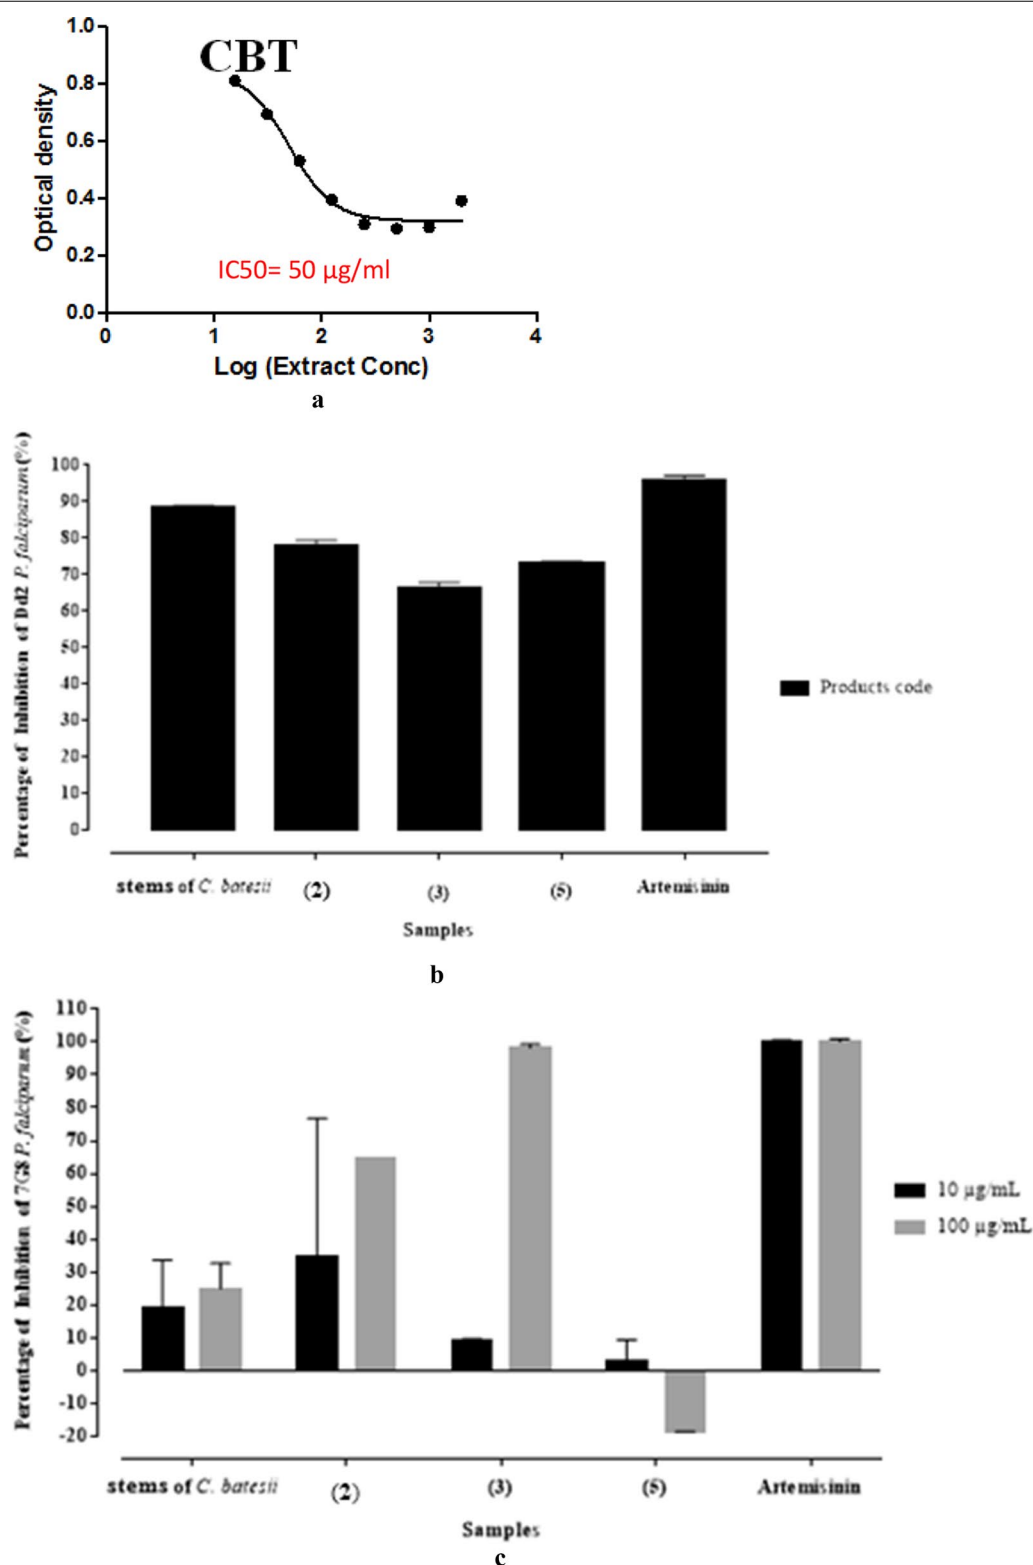 1.0
CBT
0.8
0.6
0.4
0.2
0.0
Optical density
IC50= 50 µg/ml
0 1 2 3 4
Log (Extract Conc)
a
Percentage of Inhibition of Dd2 P. falciparum (%)
100
90
80
70
60
50
40
30
20
10
0
Products code
stems of C. batesii (2) (3) (5) Artemisinin
Samples
b
Percentage of Inhibition of 7G8 P. falciparum (%)
110
100
90
80
70
60
50
40
30
20
10
0
-10
-20
10 µg/mL
100 µg/mL
stems of C. batesii (2) (3) (5) Artemisinin
Samples
c